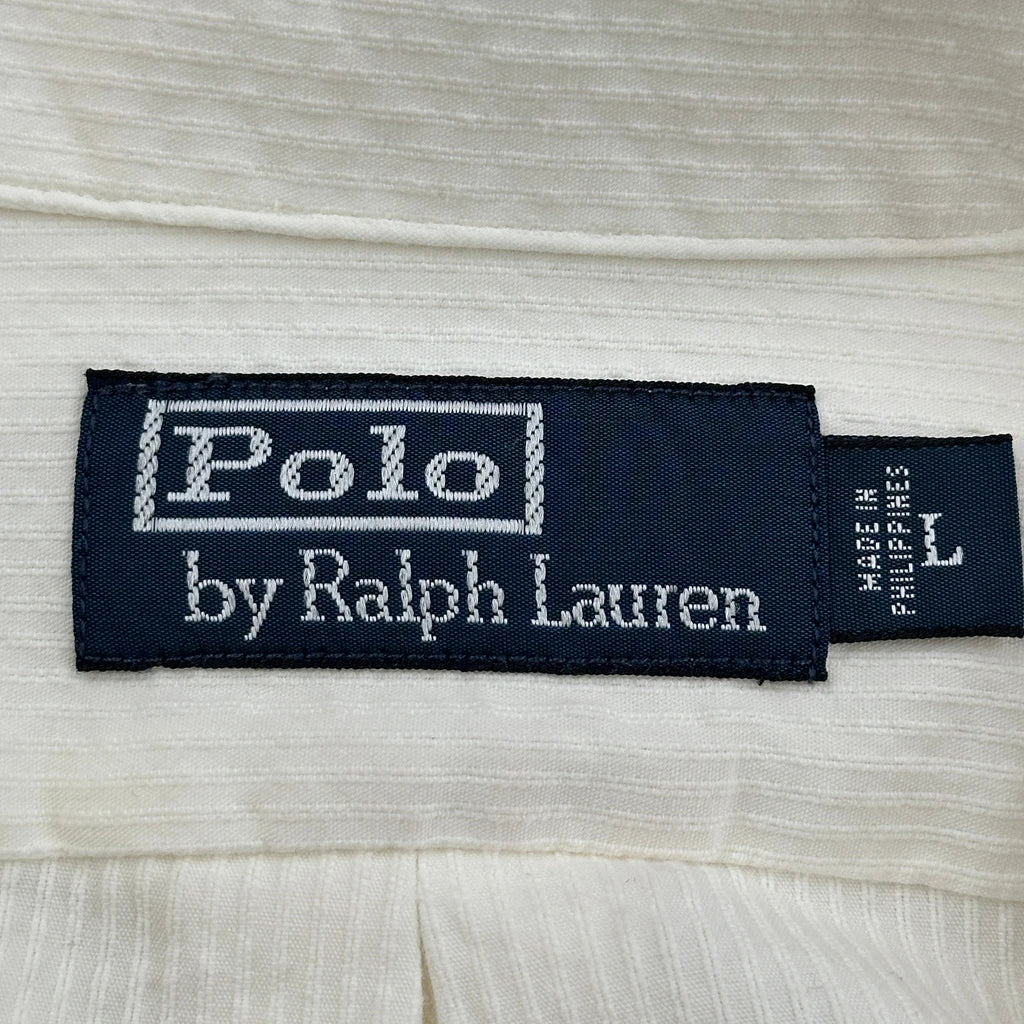 Polo
by Ralph Lauren
MADE IN
PHILIPPINES
L